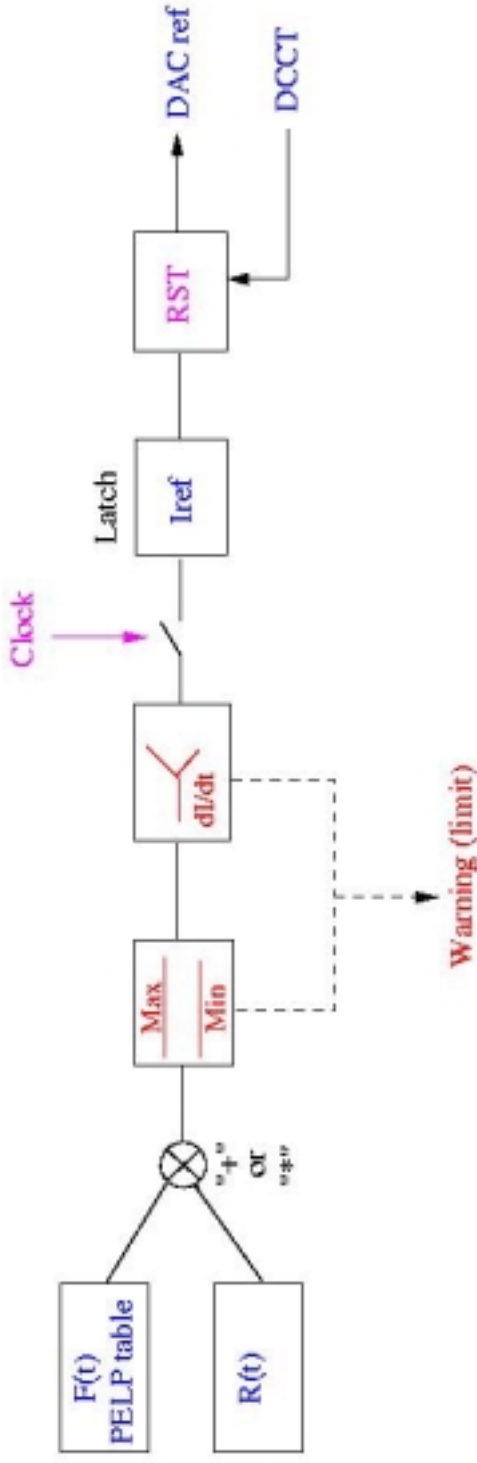 F(t)
PELP table
R(t)
"+"
or
"*"
Max
Min
dI/dt
Warning (limit)
Clock
Latch
Iref
RST
DAC ref
DCCT